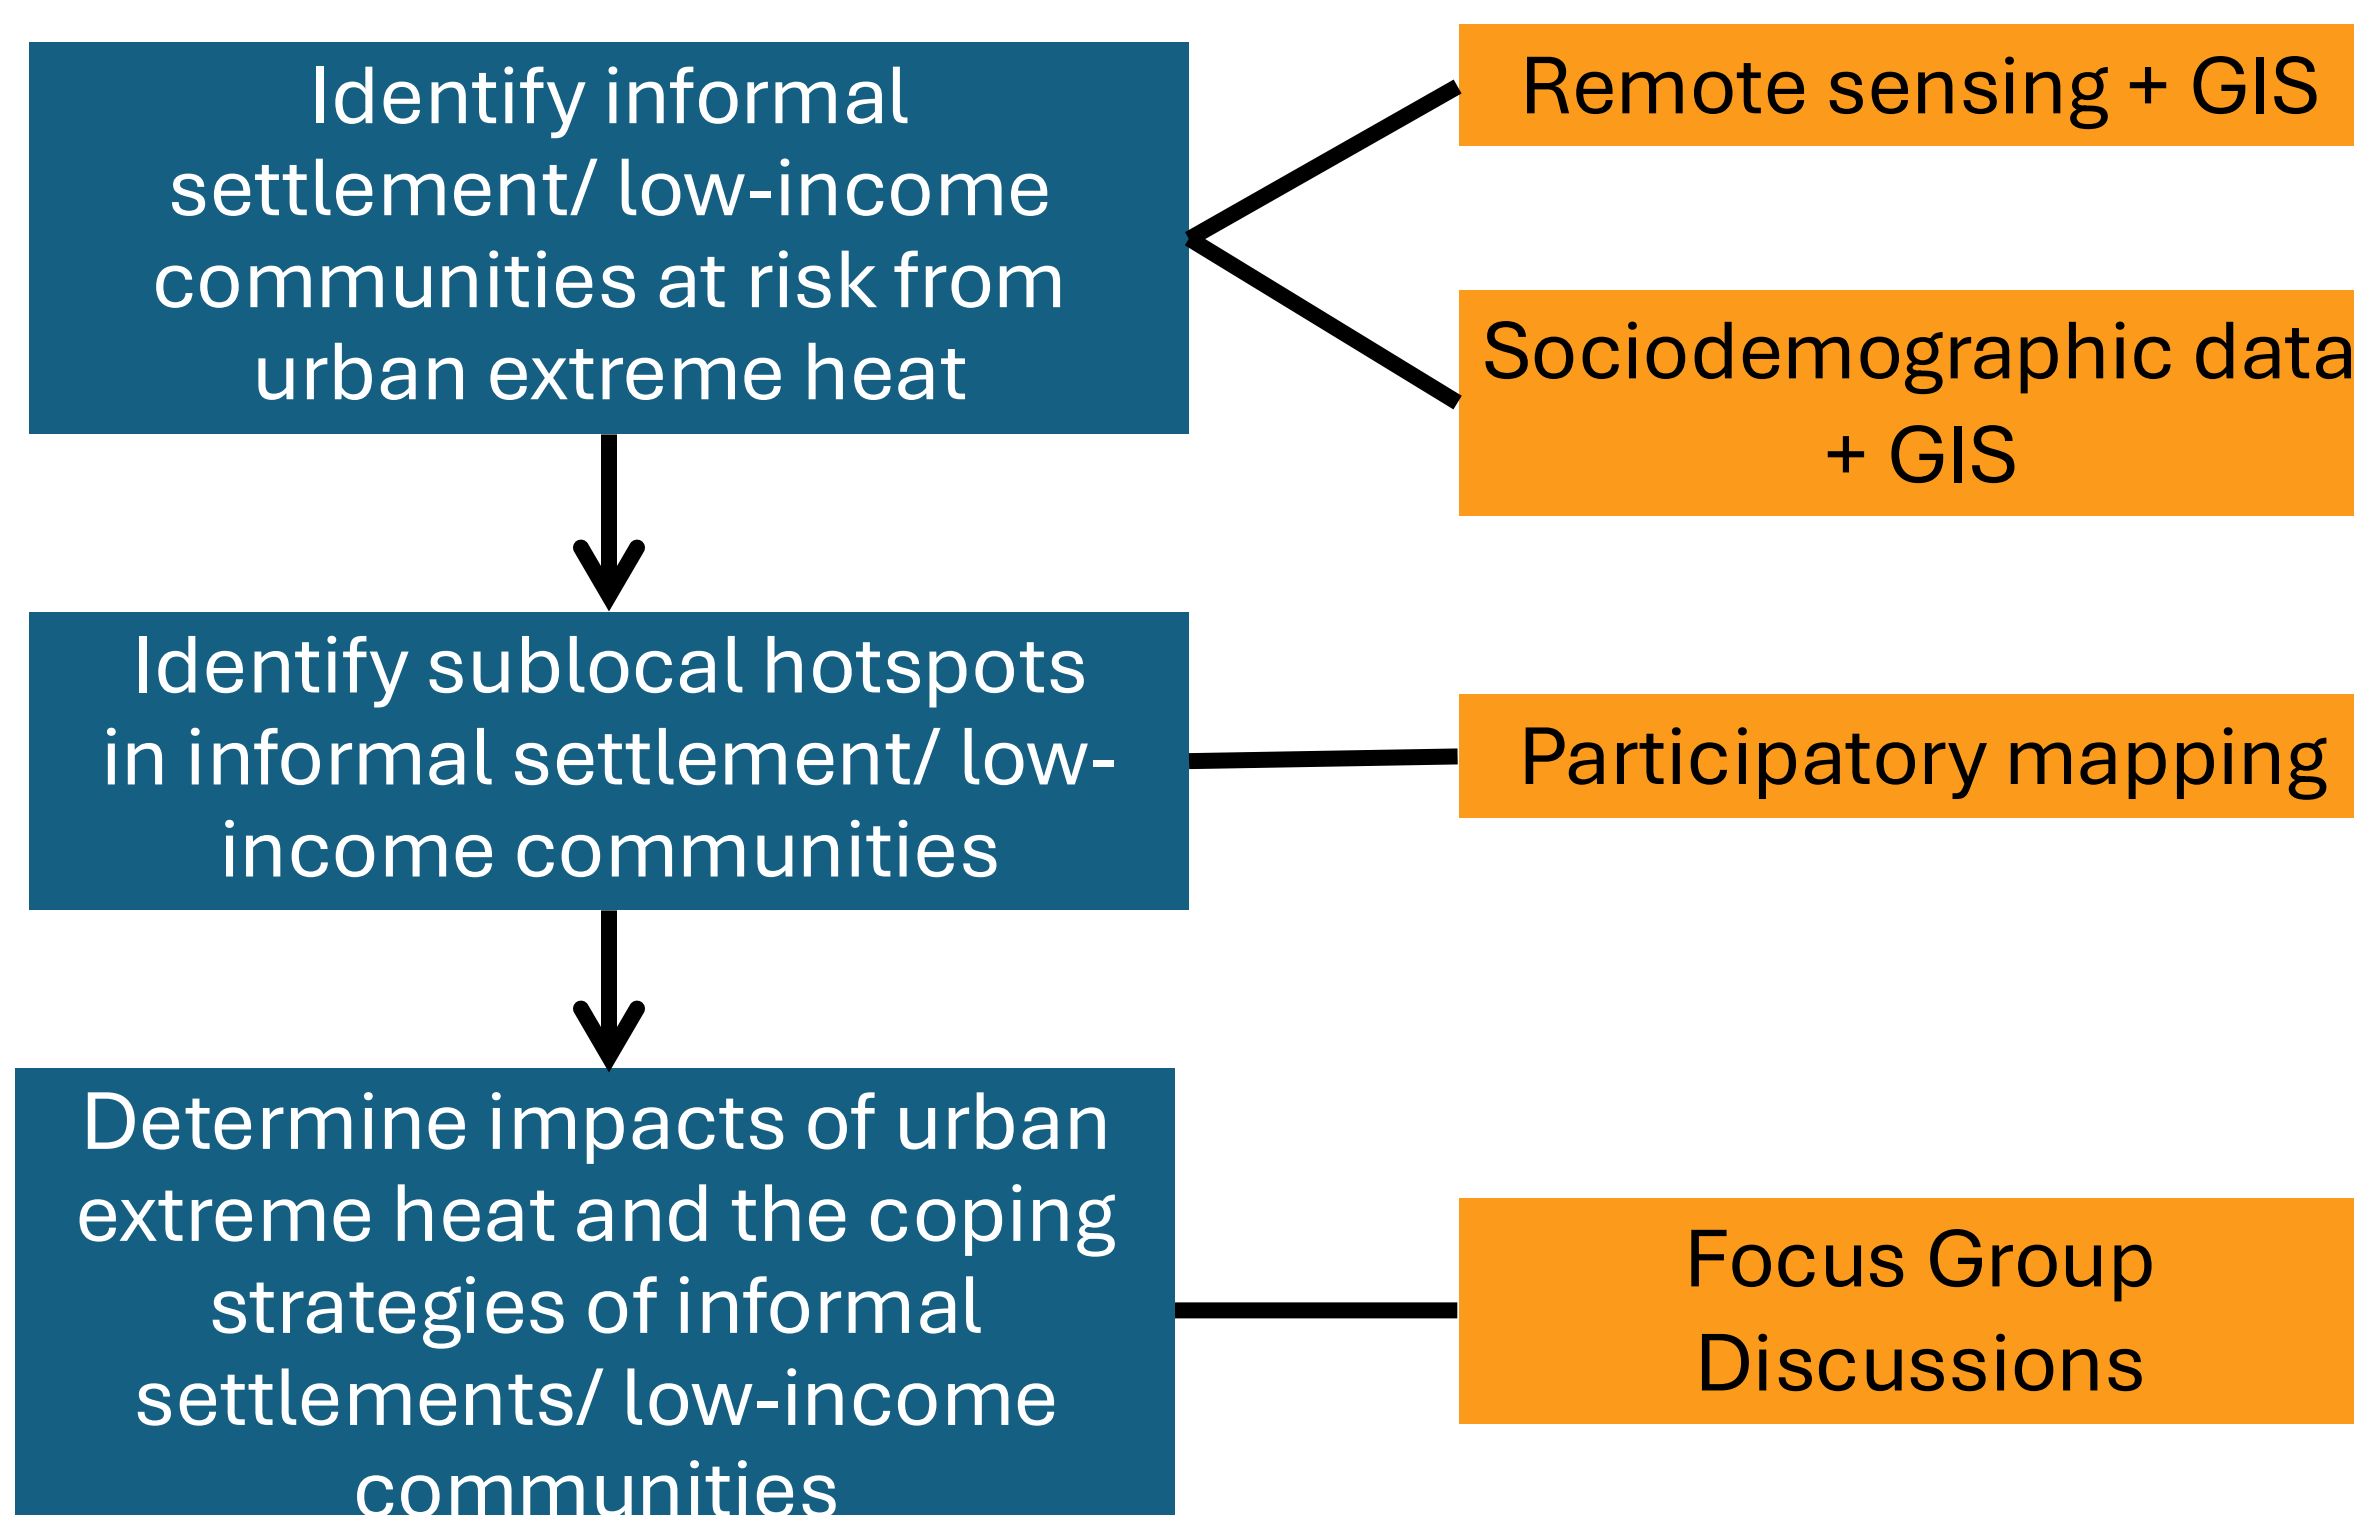 Identify informal
settlement/ low-income
communities at risk from
urban extreme heat
Remote sensing + GIS
Sociodemographic data
+ GIS
Identify sublocal hotspots
in informal settlement/ low-
income communities
Participatory mapping
Determine impacts of urban
extreme heat and the coping
strategies of informal
settlements/ low-income
communities
Focus Group
Discussions